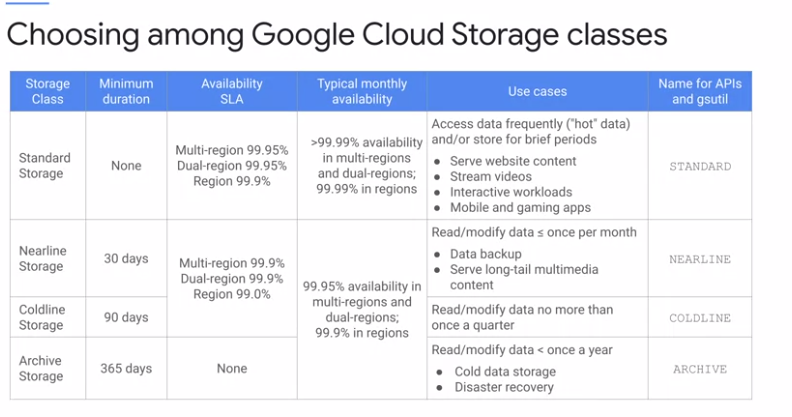 Choosing among Google Cloud Storage classes
Storage
Class
Minimum
duration
Availability
SLA
Typical monthly
availability
Use cases
Name for APIs
and gsutil
Standard
Storage
None
Multi-region 99.95%
Dual-region 99.95%
Region 99.9%
>99.99% availability
in multi-regions
and dual-regions;
99.99% in regions
Access data frequently ("hot" data)
and/or store for brief periods
● Serve website content
● Stream videos
● Interactive workloads
● Mobile and gaming apps
STANDARD
Nearline
Storage
30 days
Multi-region 99.9%
Dual-region 99.9%
Region 99.0%
99.95% availability in
multi-regions and
dual-regions;
99.9% in regions
Read/modify data ≤ once per month
● Data backup
● Serve long-tail multimedia
content
NEARLINE
Coldline
Storage
90 days
Read/modify data no more than
once a quarter
COLDLINE
Archive
Storage
365 days
None
Read/modify data < once a year
● Cold data storage
● Disaster recovery
ARCHIVE